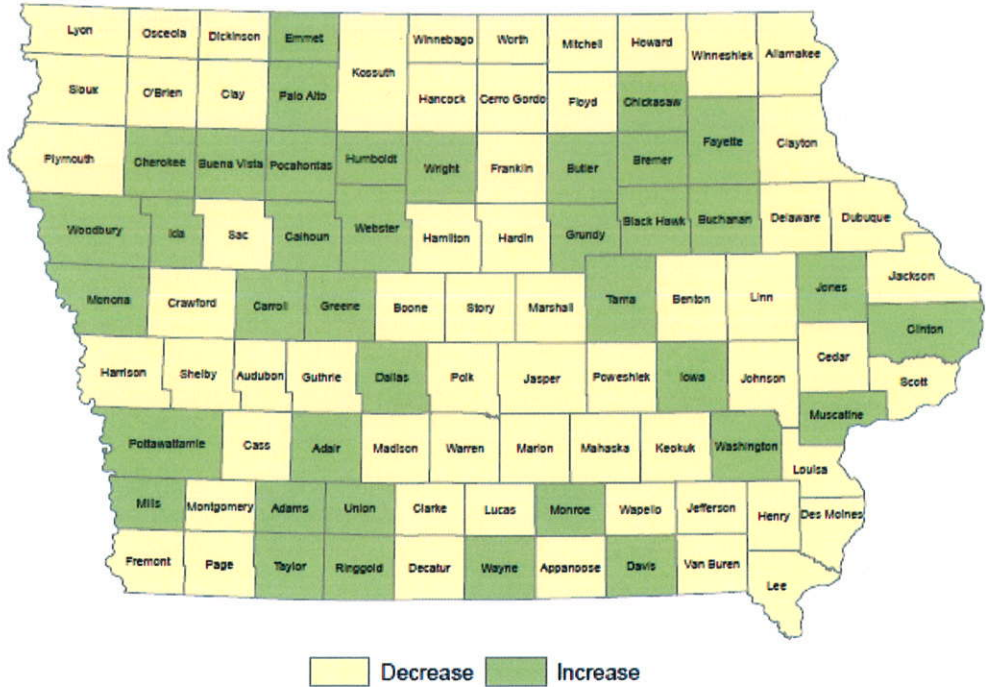 Lyon Osceola Dickinson Emmet Kossuth Winnebago Worth Mitchell Howard Winneshiek Allamakee
Sioux O'Brien Clay Palo Alto Hancock Cerro Gordo Floyd Chickasaw
Plymouth Cherokee Buena Vista Pocahontas Humboldt Wright Franklin Butler Bremer Fayette Clayton
Woodbury Ida Sac Calhoun Webster Hamilton Hardin Grundy Black Hawk Buchanan Delaware Dubuque
Monona Crawford Carroll Greene Boone Story Marshall Tama Benton Linn Jones Jackson
Clinton
Harrison Shelby Audubon Guthrie Dallas Polk Jasper Poweshiek Iowa Johnson Cedar Scott
Muscatine
Pottawattamie Cass Adair Madison Warren Marion Mahaska Keokuk Washington Louisa
Mills Montgomery Adams Union Clarke Lucas Monroe Wapello Jefferson Henry Des Moines
Fremont Page Taylor Ringgold Decatur Wayne Appanoose Davis Van Buren Lee
Decrease Increase